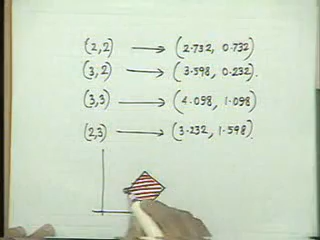 (2,2) ⟶ (2.732, 0.732)
(3,2) ⟶ (3.598, 0.232).
(3,3) ⟶ (4.098, 1.098)
(2,3) ⟶ (3.232, 1.598)